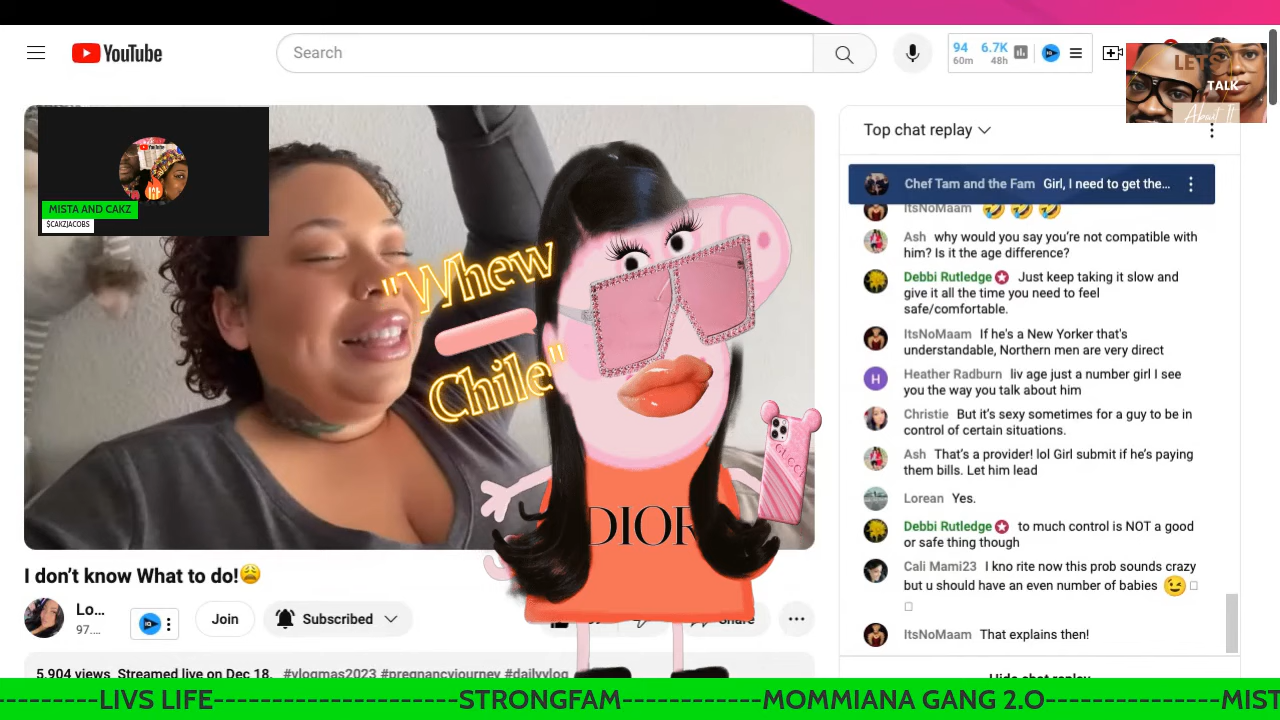 YouTube
Search
94
60m
6.7K
48h
LETS
TALK
About It
MISTA AND CAKZ
$CAKZJACOBS
"Whew
Chile"
GUCCI
DIOR
Top chat replay
Chef Tam and the Fam Girl, I need to get the...
ItsNoMaam
Ash why would you say you're not compatible with
him? Is it the age difference?
Debbi Rutledge Just keep taking it slow and
give it all the time you need to feel
safe/comfortable.
ItsNoMaam If he's a New Yorker that's
understandable, Northern men are very direct
Heather Radburn liv age just a number girl I see
you the way you talk about him
Christie But it's sexy sometimes for a guy to be in
control of certain situations.
Ash That's a provider! lol Girl submit if he's paying
them bills. Let him lead
Lorean Yes.
Debbi Rutledge to much control is NOT a good
or safe thing though
Cali Mami23 I kno rite now this prob sounds crazy
but u should have an even number of babies 😉
ItsNoMaam That explains then!
Hide chat replay
I don't know What to do!😩
Lo...
97....
Join
Subscribed
Share
5,904 views Streamed live on Dec 18, #vlogmas2023 #pregnancyjourney #dailyvlog
---------LIVS LIFE--------------------STRONGFAM------------MOMMIANA GANG 2.O---------------MIST